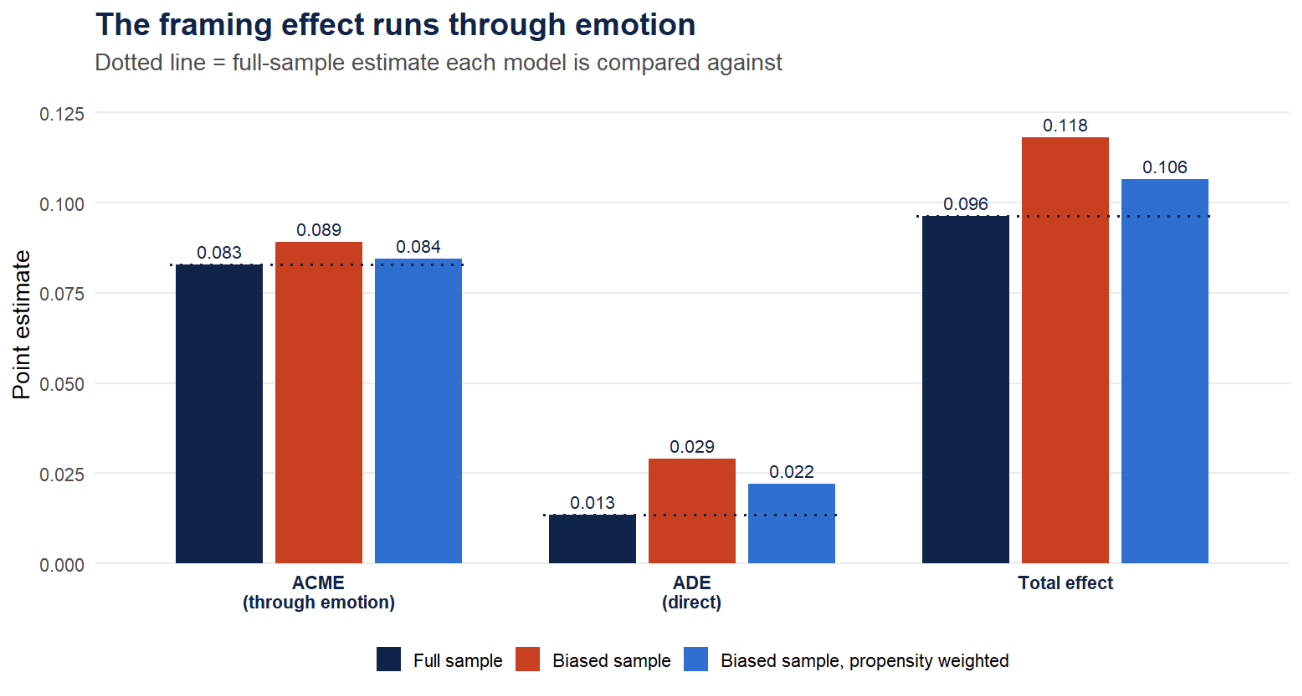 The framing effect runs through emotion
Dotted line = full-sample estimate each model is compared against
Point estimate
0.125
0.100
0.075
0.050
0.025
0.000
0.083
0.089
0.084
0.013
0.029
0.022
0.096
0.118
0.106
ACME
(through emotion)
ADE
(direct)
Total effect
Full sample
Biased sample
Biased sample, propensity weighted